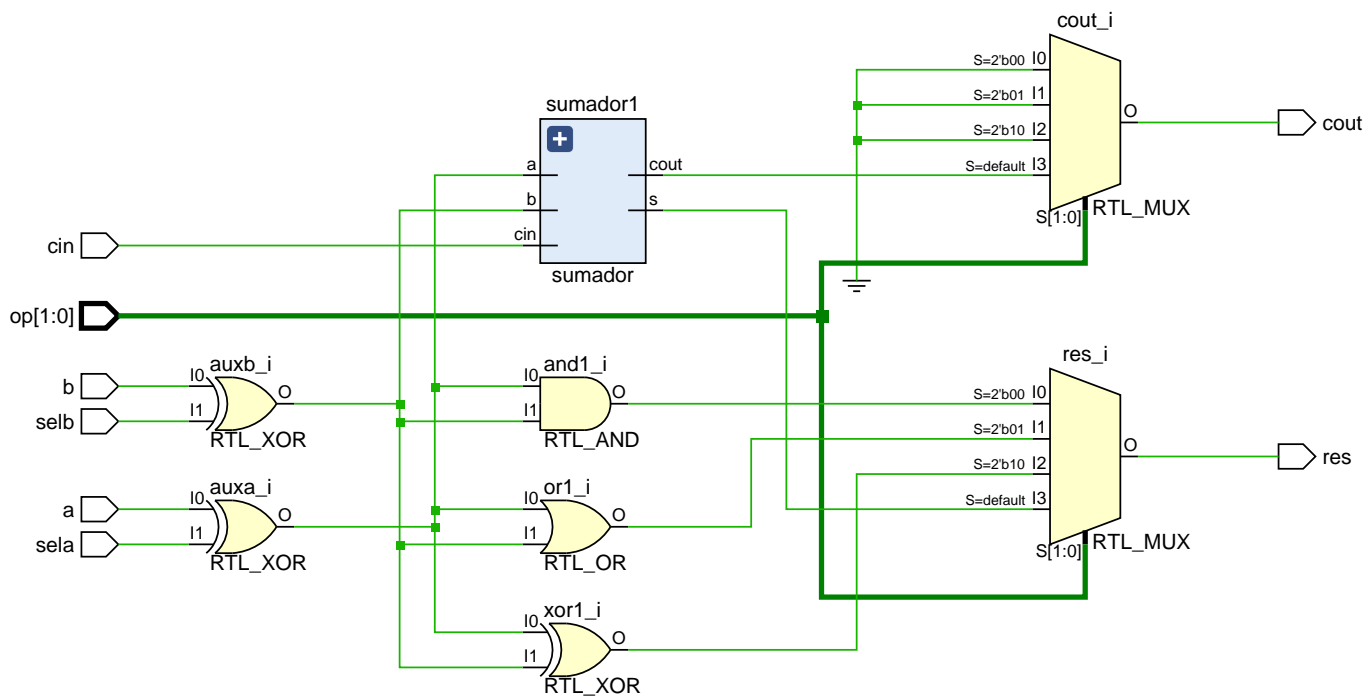 cout_i
S=2'b00 I0
S=2'b01 I1
S=2'b10 I2
S=default I3
S[1:0]
O
RTL_MUX
cout
sumador1
a
b
cin
cout
s
sumador
cin
op[1:0]
b
selb
auxb_i
I0
I1
O
RTL_XOR
a
sela
auxa_i
I0
I1
O
RTL_XOR
and1_i
I0
I1
O
RTL_AND
or1_i
I0
I1
O
RTL_OR
xor1_i
I0
I1
O
RTL_XOR
res_i
S=2'b00 I0
S=2'b01 I1
S=2'b10 I2
S=default I3
S[1:0]
O
RTL_MUX
res